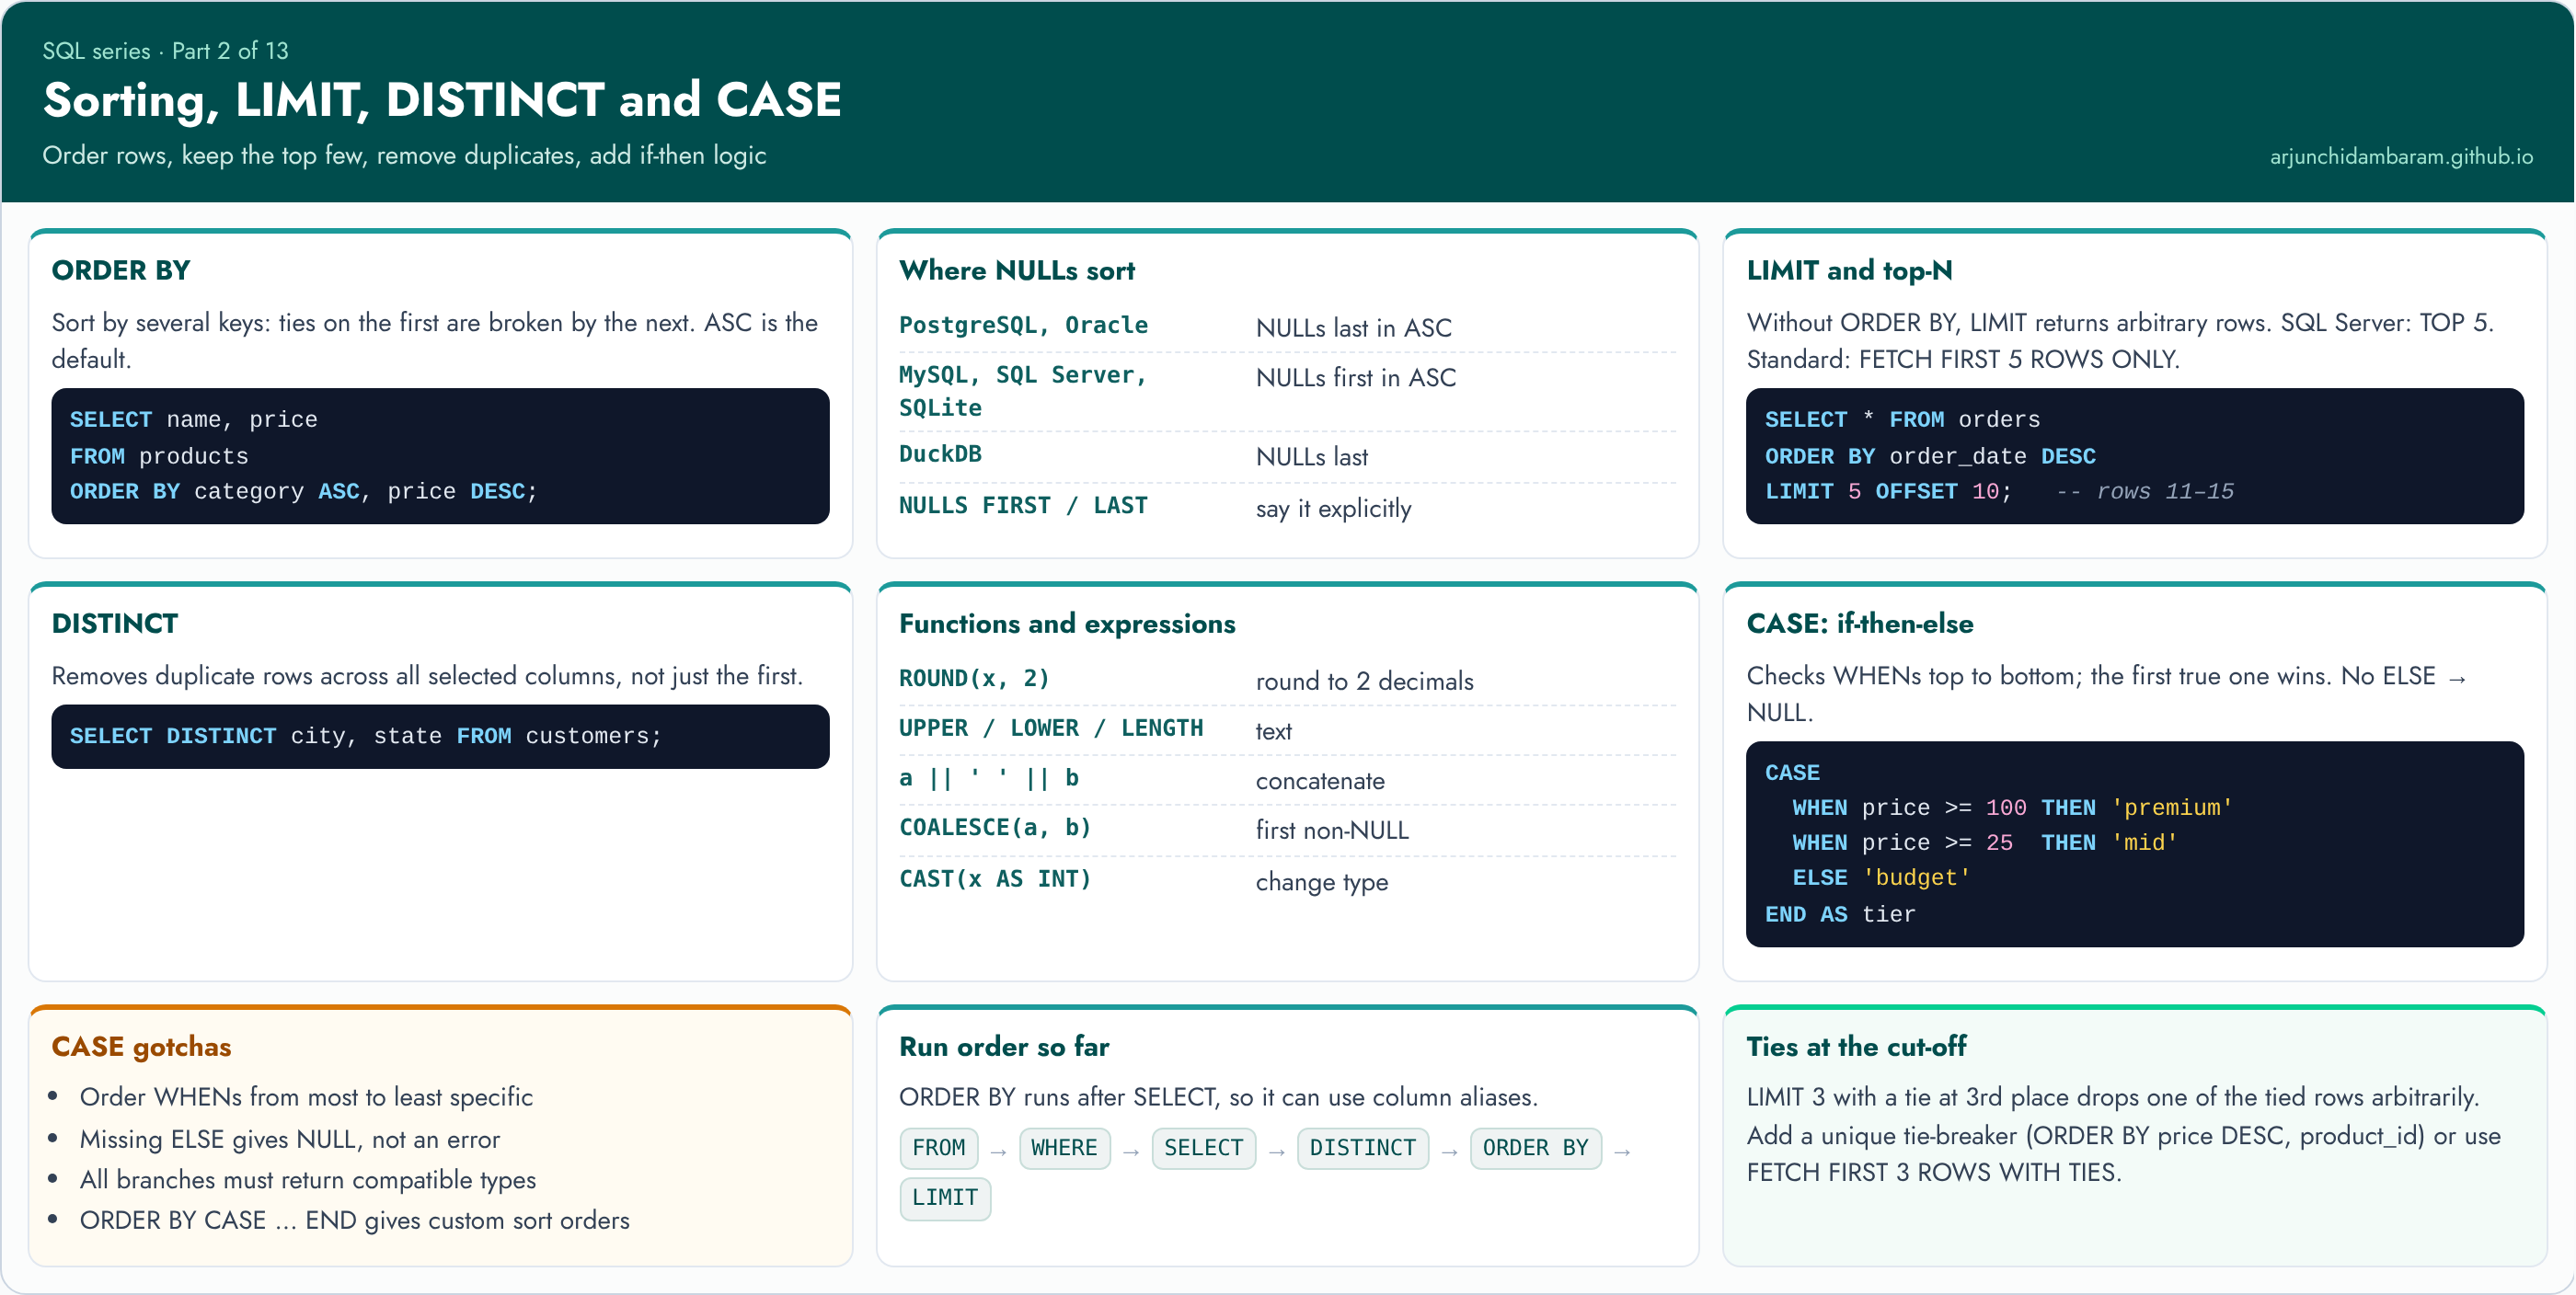 SQL series · Part 2 of 13
Sorting, LIMIT, DISTINCT and CASE
Order rows, keep the top few, remove duplicates, add if-then logic
arjunchidambaram.github.io
ORDER BY
Sort by several keys: ties on the first are broken by the next. ASC is the
default.
SELECT name, price
FROM products
ORDER BY category ASC, price DESC;
Where NULLs sort
PostgreSQL, Oracle NULLs last in ASC
MySQL, SQL Server, NULLs first in ASC
SQLite
DuckDB NULLs last
NULLS FIRST / LAST say it explicitly
LIMIT and top-N
Without ORDER BY, LIMIT returns arbitrary rows. SQL Server: TOP 5.
Standard: FETCH FIRST 5 ROWS ONLY.
SELECT * FROM orders
ORDER BY order_date DESC
LIMIT 5 OFFSET 10;   -- rows 11–15
DISTINCT
Removes duplicate rows across all selected columns, not just the first.
SELECT DISTINCT city, state FROM customers;
Functions and expressions
ROUND(x, 2) round to 2 decimals
UPPER / LOWER / LENGTH text
a || ' ' || b concatenate
COALESCE(a, b) first non-NULL
CAST(x AS INT) change type
CASE: if-then-else
Checks WHENs top to bottom; the first true one wins. No ELSE →
NULL.
CASE
  WHEN price >= 100 THEN 'premium'
  WHEN price >= 25  THEN 'mid'
  ELSE 'budget'
END AS tier
CASE gotchas
• Order WHENs from most to least specific
• Missing ELSE gives NULL, not an error
• All branches must return compatible types
• ORDER BY CASE … END gives custom sort orders
Run order so far
ORDER BY runs after SELECT, so it can use column aliases.
FROM → WHERE → SELECT → DISTINCT → ORDER BY →
LIMIT
Ties at the cut-off
LIMIT 3 with a tie at 3rd place drops one of the tied rows arbitrarily.
Add a unique tie-breaker (ORDER BY price DESC, product_id) or use
FETCH FIRST 3 ROWS WITH TIES.